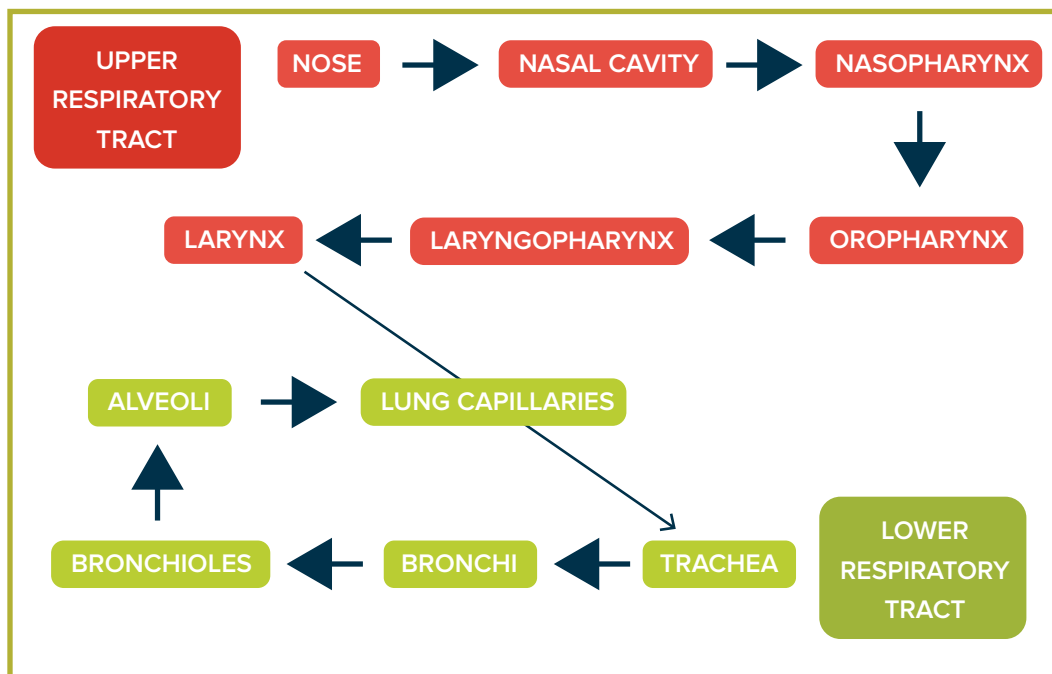 UPPER
RESPIRATORY
TRACT
NOSE
NASAL CAVITY
NASOPHARYNX
OROPHARYNX
LARYNGOPHARYNX
LARYNX
TRACHEA
BRONCHI
BRONCHIOLES
ALVEOLI
LUNG CAPILLARIES
LOWER
RESPIRATORY
TRACT